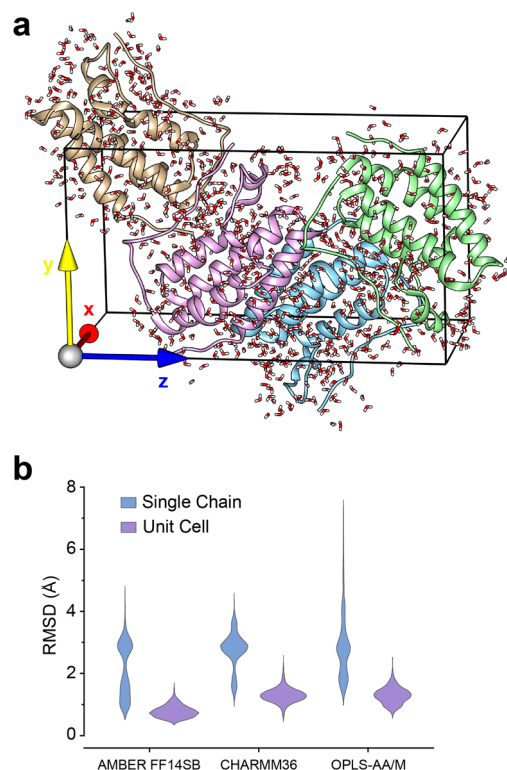 a
y
x
z
b
8
6
4
2
0
RMSD (Å)
Single Chain
Unit Cell
AMBER FF14SB CHARMM36 OPLS-AA/M